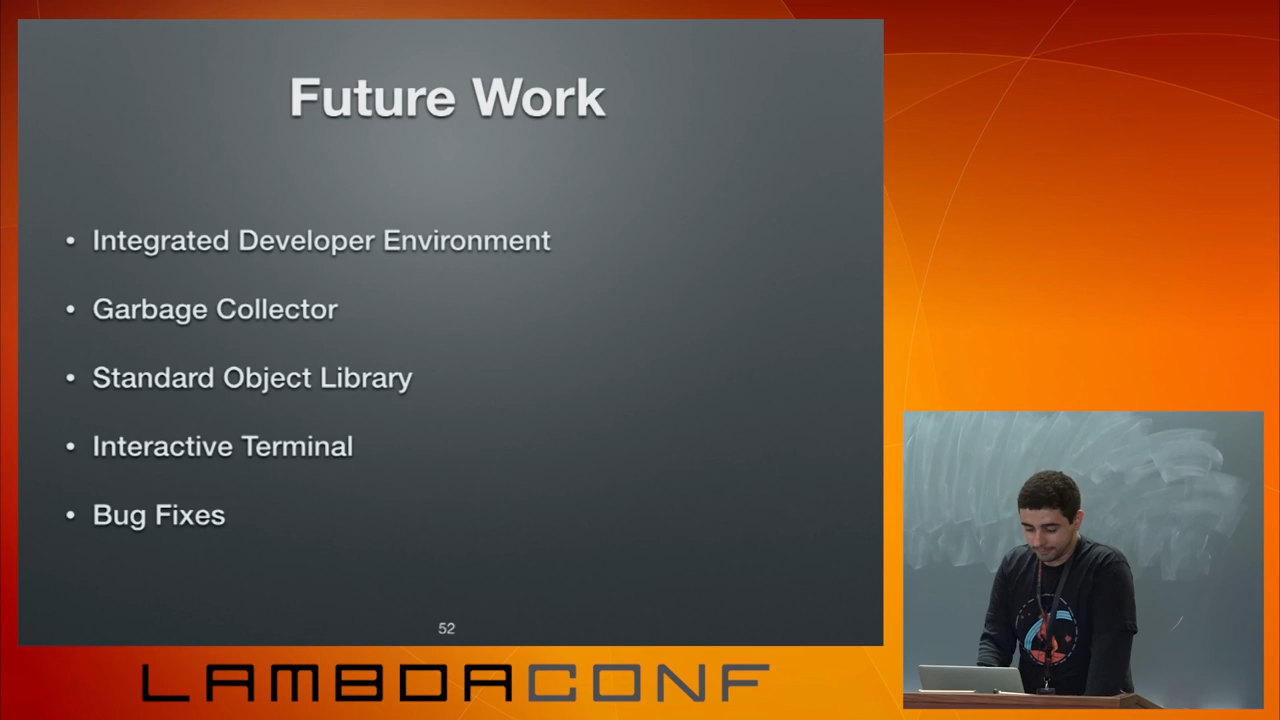 Future Work
• Integrated Developer Environment
• Garbage Collector
• Standard Object Library
• Interactive Terminal
• Bug Fixes
52
LAMBDACONF